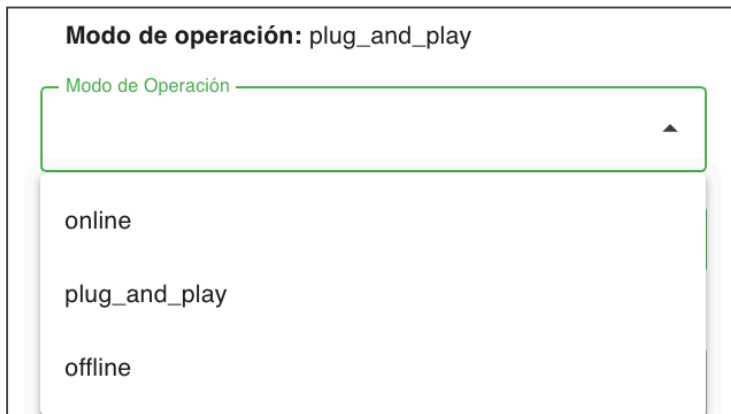 Modo de operación: plug_and_play
Modo de Operación
online
plug_and_play
offline